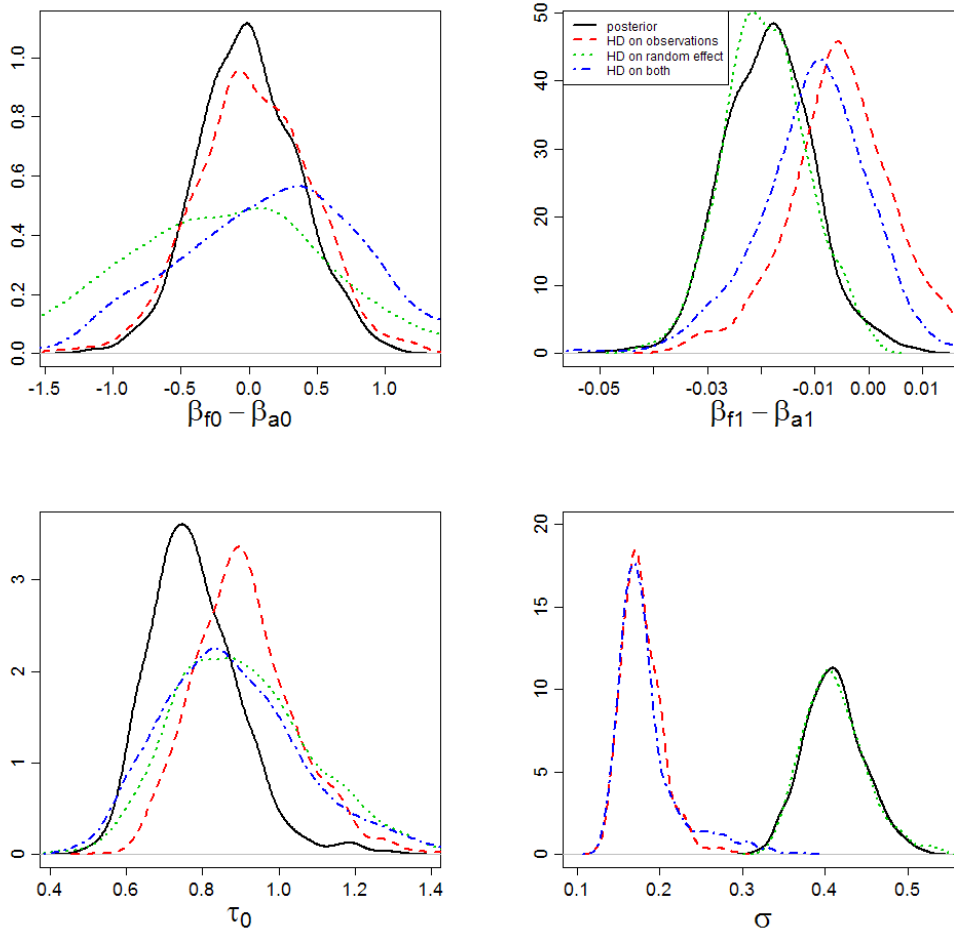 posterior
HD on observations
HD on random effect
HD on both
0.0 0.2 0.4 0.6 0.8 1.0
-1.5 -1.0 -0.5 0.0 0.5 1.0
βf0 − βa0
0 10 20 30 40 50
-0.05 -0.03 -0.01 0.00 0.01
βf1 − βa1
0 1 2 3
0.4 0.6 0.8 1.0 1.2 1.4
τ0
0 5 10 15 20
0.1 0.2 0.3 0.4 0.5
σ